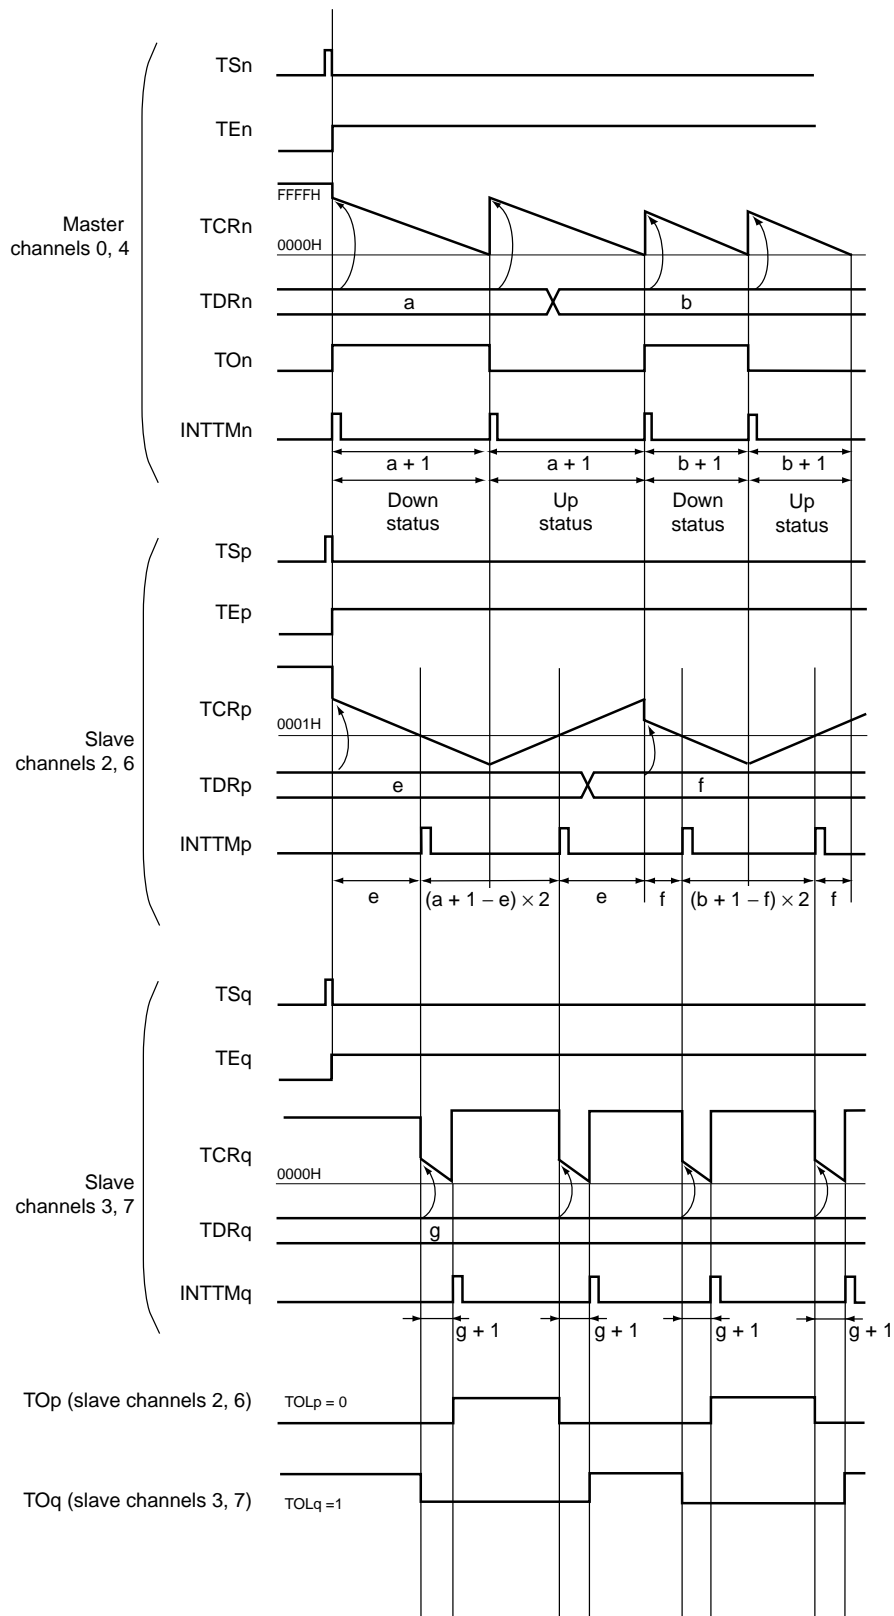 TSn
TEn
Master
channels 0, 4
FFFFH
TCRn
0000H
TDRn
a
b
TOn
INTTMn
a + 1
a + 1
b + 1
b + 1
Down
status
Up
status
Down
status
Up
status
TSp
TEp
Slave
channels 2, 6
TCRp
0001H
TDRp
e
f
INTTMp
e
(a + 1 – e) × 2
e
f
(b + 1 – f) × 2
f
TSq
TEq
Slave
channels 3, 7
TCRq
0000H
TDRq
g
INTTMq
g + 1
g + 1
g + 1
g + 1
TOp (slave channels 2, 6)
TOLp = 0
TOq (slave channels 3, 7)
TOLq =1